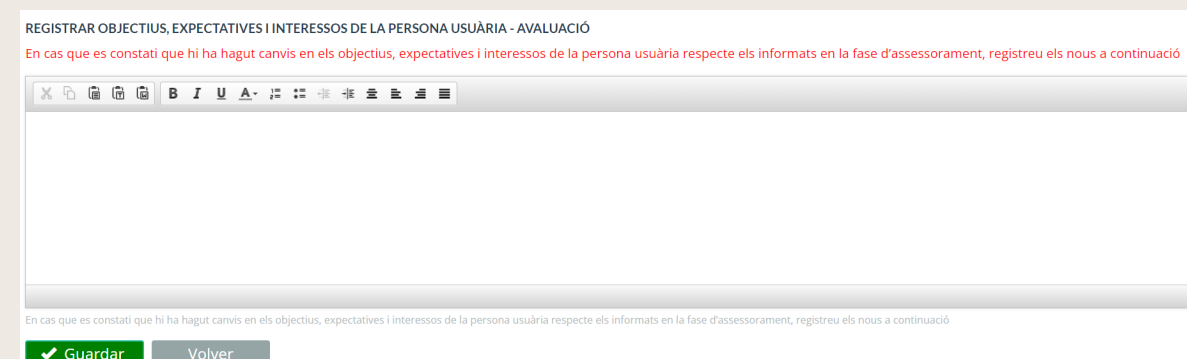 REGISTRAR OBJECTIUS, EXPECTATIVES I INTERESSOS DE LA PERSONA USUÀRIA - AVALUACIÓ
En cas que es constati que hi ha hagut canvis en els objectius, expectatives i interessos de la persona usuària respecte els informats en la fase d'assessorament, registreu els nous a continuació
B I U A
En cas que es constati que hi ha hagut canvis en els objectius, expectatives i interessos de la persona usuària respecte els informats en la fase d'assessorament, registreu els nous a continuació
Guardar Volver